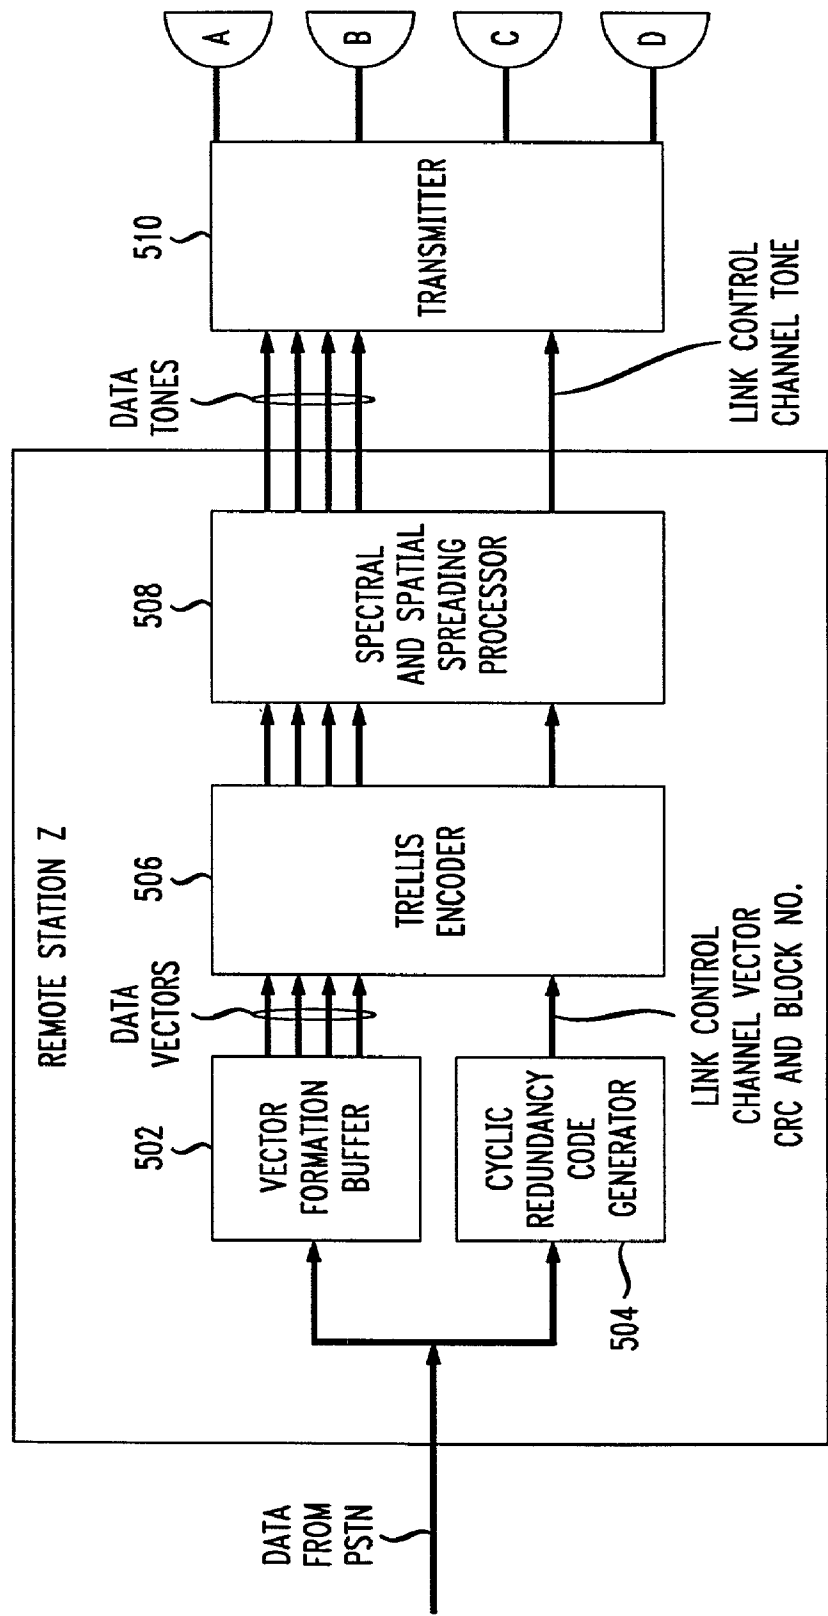 REMOTE STATION Z
DATA
FROM
PSTN
502
VECTOR
FORMATION
BUFFER
504
CYCLIC
REDUNDANCY
CODE
GENERATOR
DATA
VECTORS
LINK CONTROL
CHANNEL VECTOR
CRC AND BLOCK NO.
506
TRELLIS
ENCODER
508
SPECTRAL
AND SPATIAL
SPREADING
PROCESSOR
DATA
TONES
LINK CONTROL
CHANNEL TONE
510
TRANSMITTER
A
B
C
D